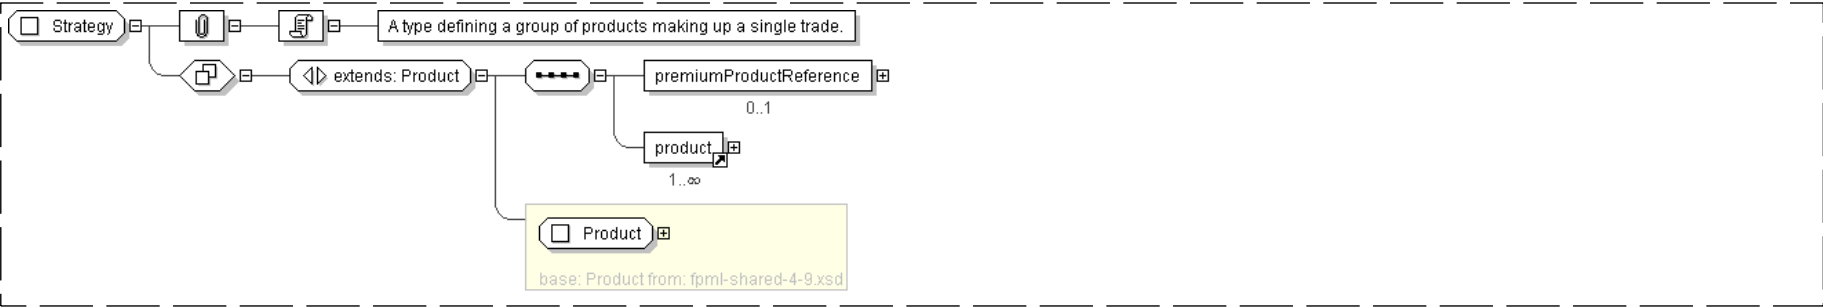 Strategy
A type defining a group of products making up a single trade.
extends: Product
premiumProductReference
0..1
product
1..∞
Product
base: Product from: fpml-shared-4-9.xsd